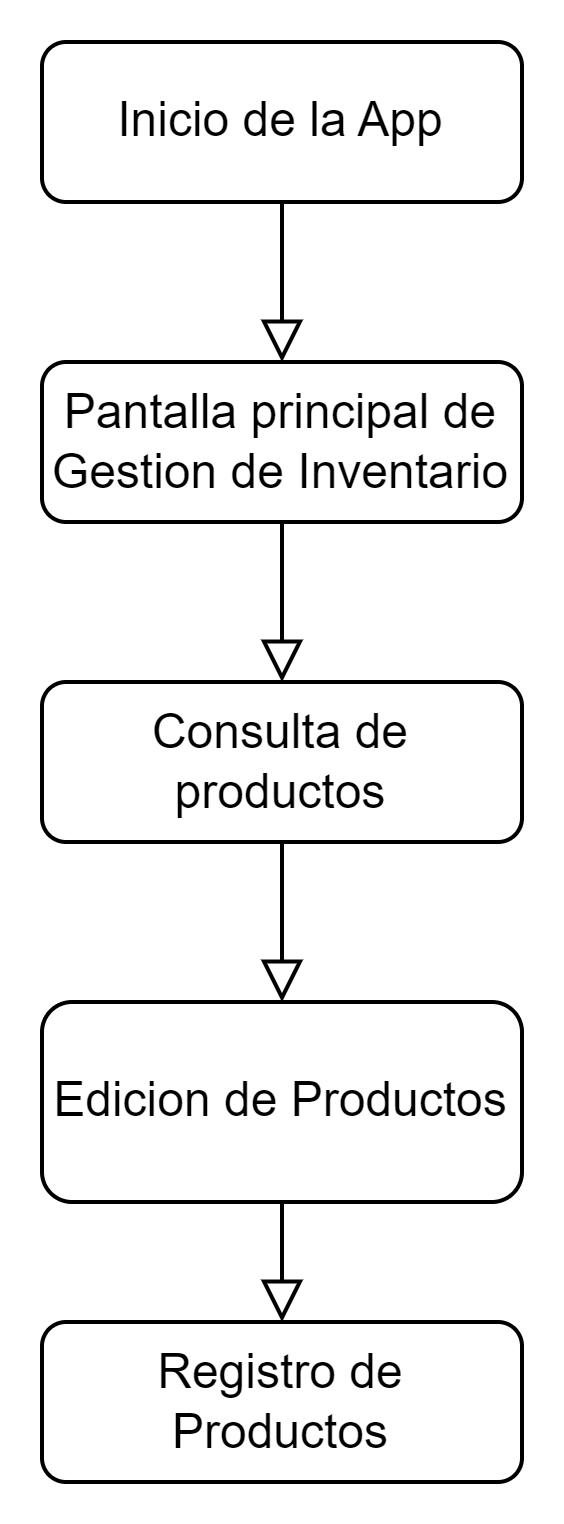 Inicio de la App
Pantalla principal de
Gestion de Inventario
Consulta de
productos
Edicion de Productos
Registro de
Productos